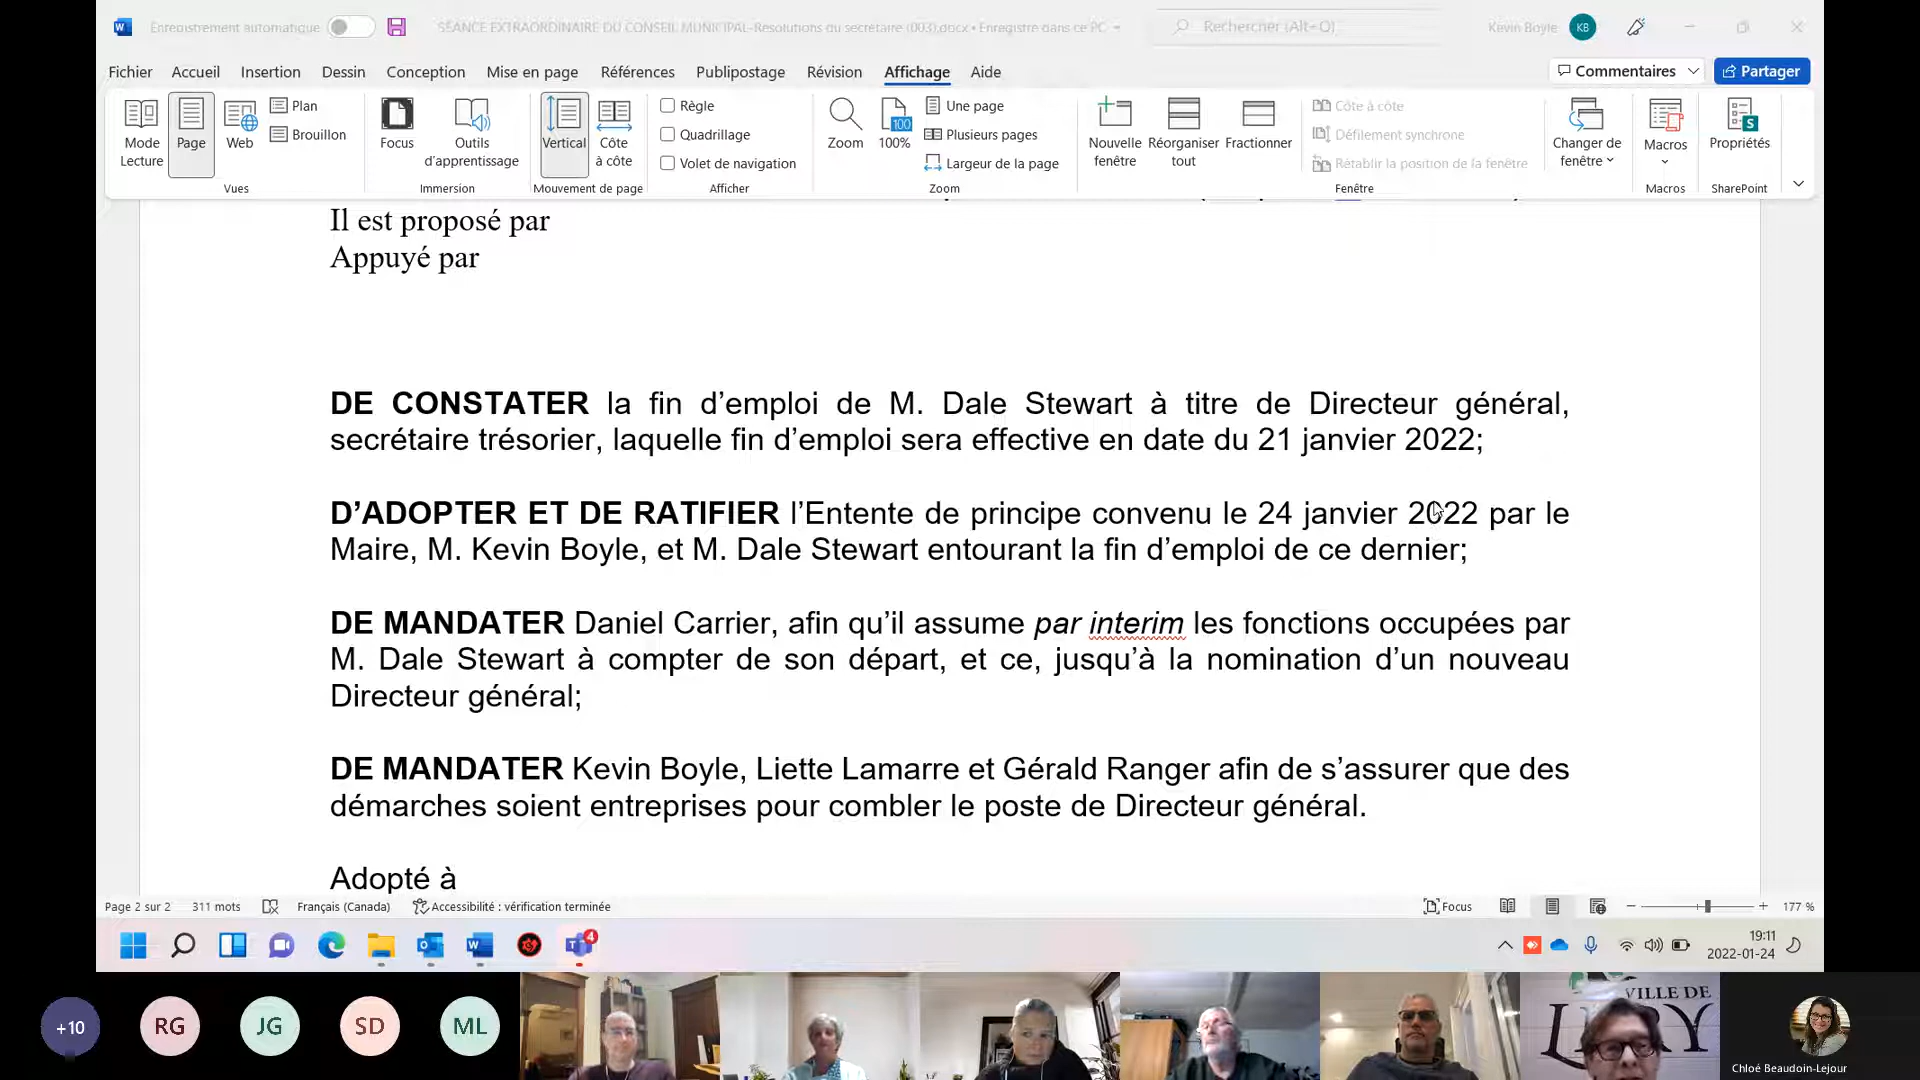 Enregistrement automatique
SÉANCE EXTRAORDINAIRE DU CONSEIL MUNICIPAL-Resolutions du secretaire (003).docx • Enregistré dans ce PC
Rechercher (Alt+Q)
Kevin Boyle
KB
Fichier Accueil Insertion Dessin Conception Mise en page Références Publipostage Révision Affichage Aide
Commentaires
Partager
Mode Lecture
Page
Web
Plan
Brouillon
Vues
Focus
Outils d'apprentissage
Immersion
Vertical
Côte à côte
Mouvement de page
Règle
Quadrillage
Volet de navigation
Afficher
Zoom
100
100%
Une page
Plusieurs pages
Largeur de la page
Zoom
Nouvelle fenêtre
Réorganiser tout
Fractionner
Côte à côte
Défilement synchrone
Rétablir la position de la fenêtre
Changer de fenêtre
Fenêtre
Macros
Macros
S
Propriétés
SharePoint
Il est proposé par
Appuyé par
DE CONSTATER la fin d’emploi de M. Dale Stewart à titre de Directeur général,
secrétaire trésorier, laquelle fin d’emploi sera effective en date du 21 janvier 2022;
D’ADOPTER ET DE RATIFIER l’Entente de principe convenu le 24 janvier 2022 par le
Maire, M. Kevin Boyle, et M. Dale Stewart entourant la fin d’emploi de ce dernier;
DE MANDATER Daniel Carrier, afin qu’il assume par interim les fonctions occupées par
M. Dale Stewart à compter de son départ, et ce, jusqu’à la nomination d’un nouveau
Directeur général;
DE MANDATER Kevin Boyle, Liette Lamarre et Gérald Ranger afin de s’assurer que des
démarches soient entreprises pour combler le poste de Directeur général.
Adopté à
Page 2 sur 2 311 mots Français (Canada) Accessibilité : vérification terminée
Focus
177 %
4
19:11
2022-01-24
+10
RG
JG
SD
ML
VILLE DE
Chloé Beaudoin-Lejour